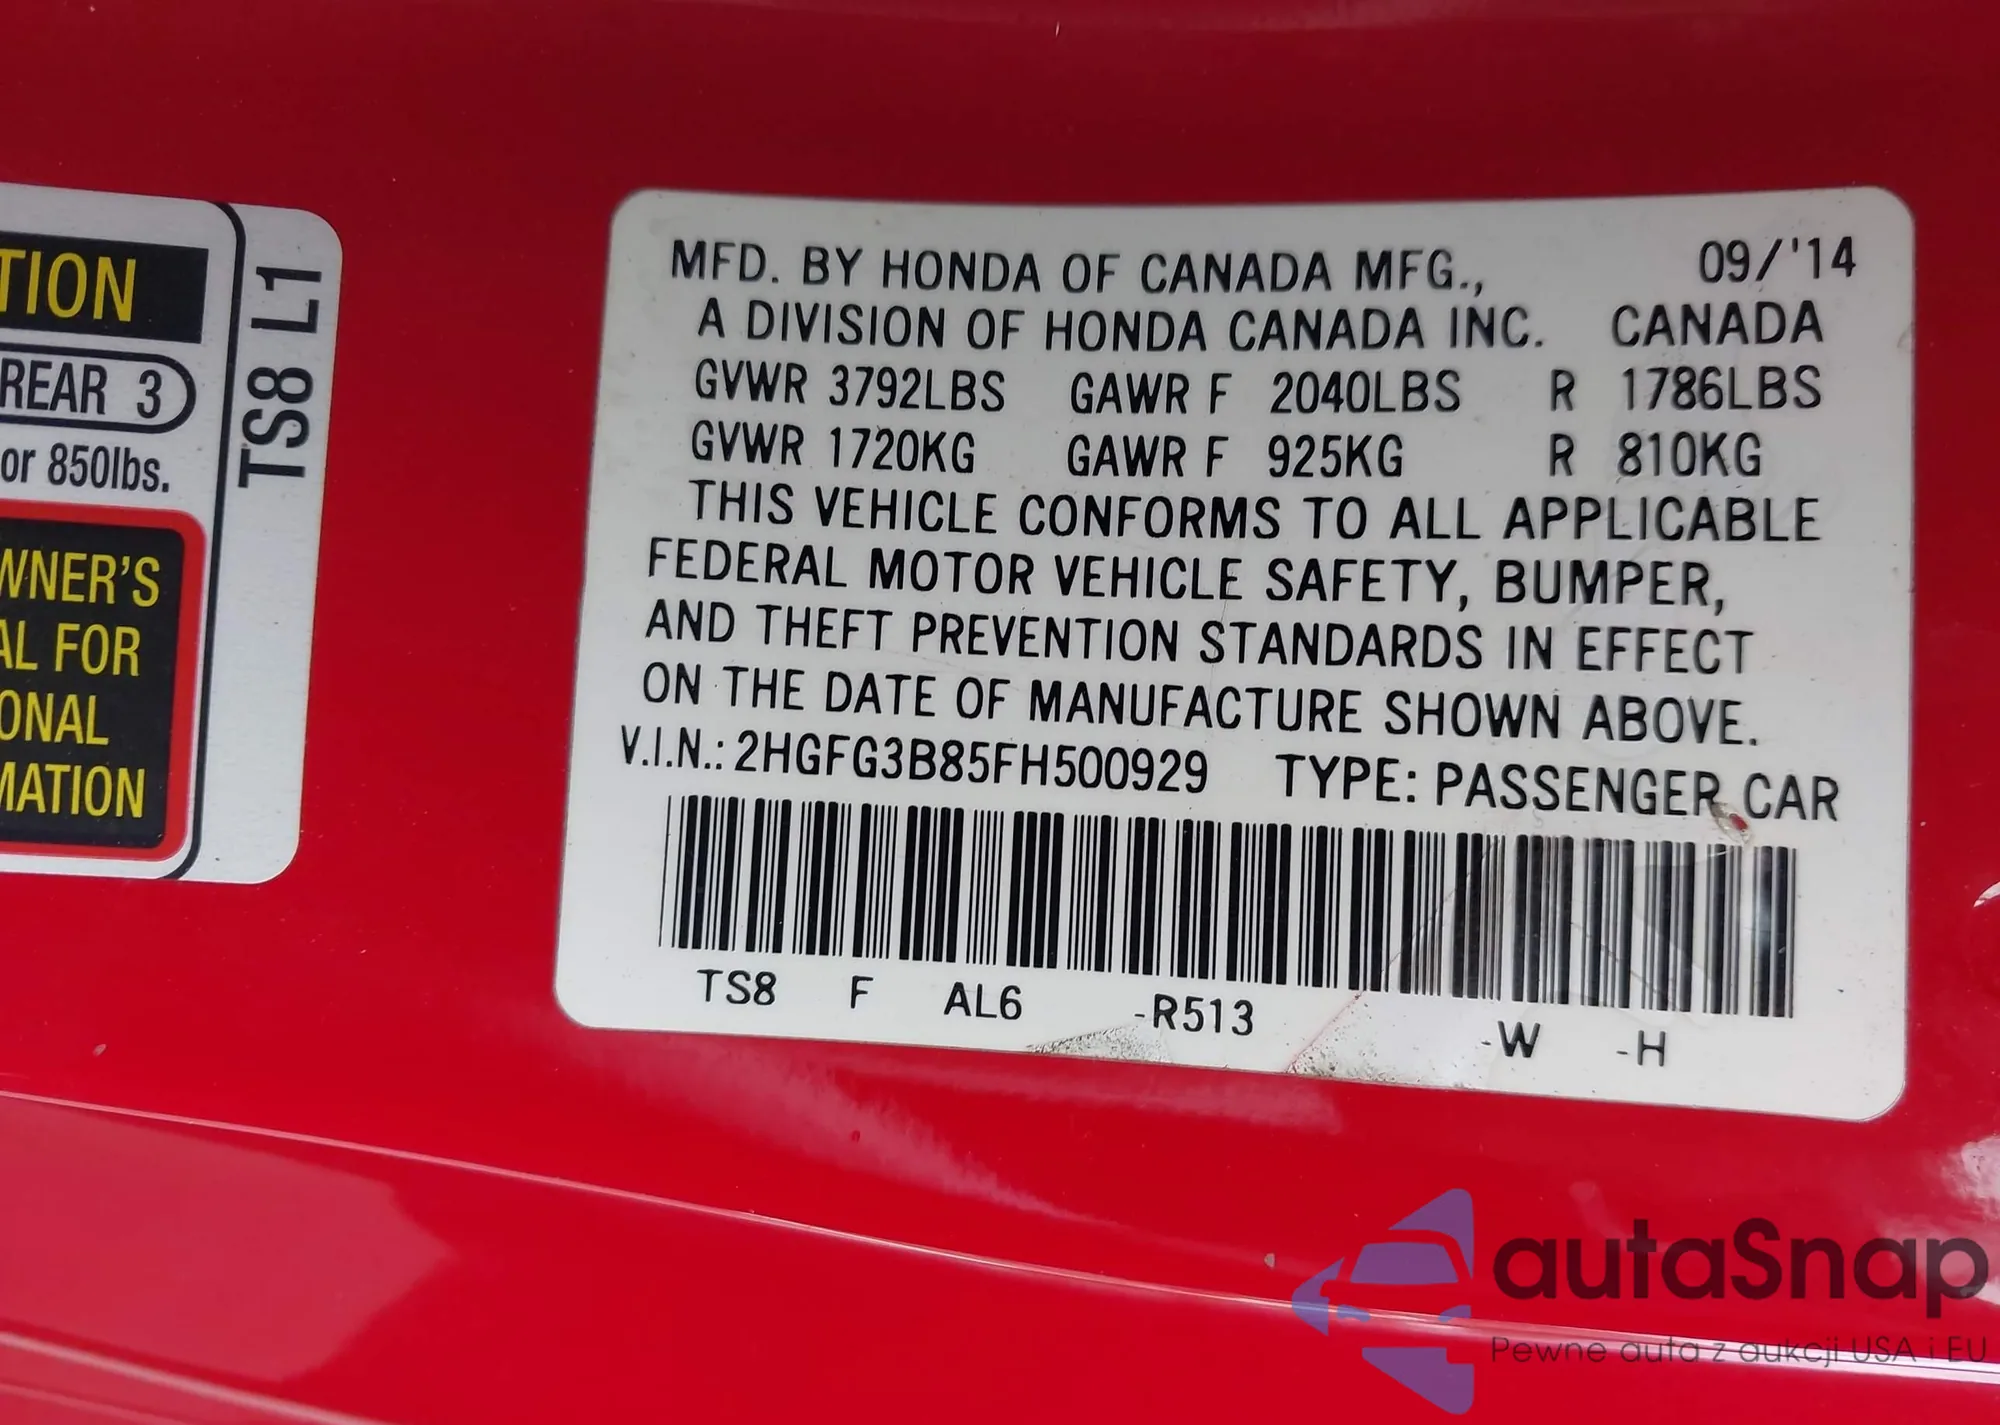 TION
REAR 3
or 850lbs.
WNER'S
AL FOR
ONAL
MATION
TS8 L1
MFD. BY HONDA OF CANADA MFG., 09/'14
A DIVISION OF HONDA CANADA INC. CANADA
GVWR 3792LBS GAWR F 2040LBS R 1786LBS
GVWR 1720KG GAWR F 925KG R 810KG
THIS VEHICLE CONFORMS TO ALL APPLICABLE
FEDERAL MOTOR VEHICLE SAFETY, BUMPER,
AND THEFT PREVENTION STANDARDS IN EFFECT
ON THE DATE OF MANUFACTURE SHOWN ABOVE.
V.I.N.: 2HGFG3B85FH500929 TYPE: PASSENGER CAR
TS8 F AL6 -R513 -W -H
autaSnap
Pewne auta z aukcji USA i EU